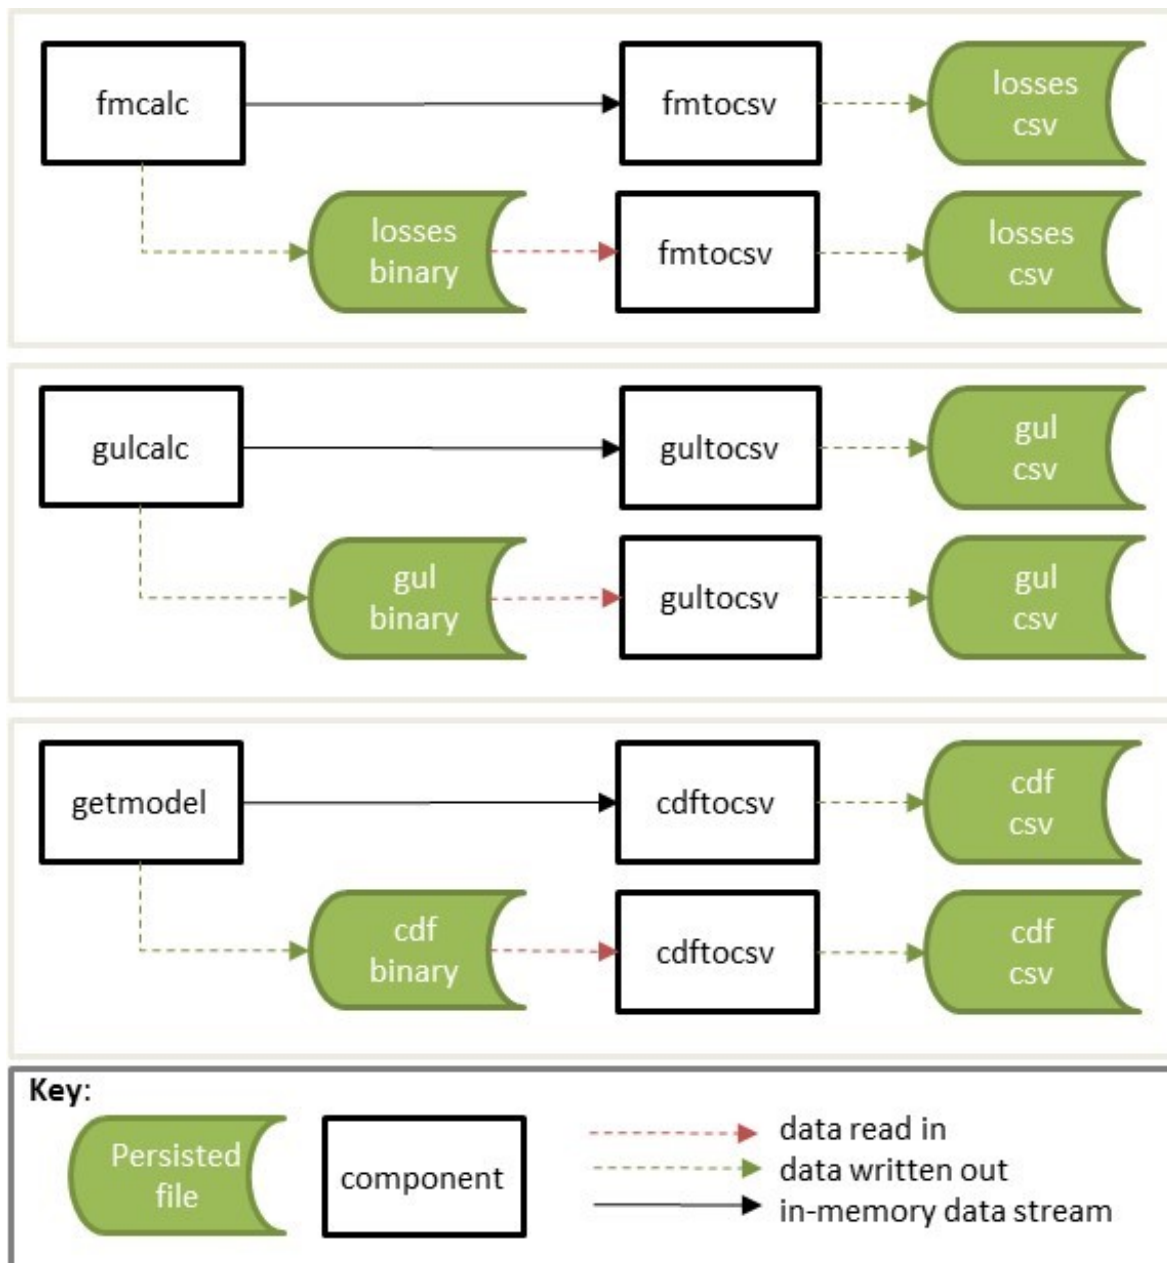 fmcalc
fmtocsv
losses
csv
losses
binary
fmtocsv
losses
csv
gulcalc
gultocsv
gul
csv
gul
binary
gultocsv
gul
csv
getmodel
cdftocsv
cdf
csv
cdf
binary
cdftocsv
cdf
csv
Key:
Persisted
file
component
data read in
data written out
in-memory data stream